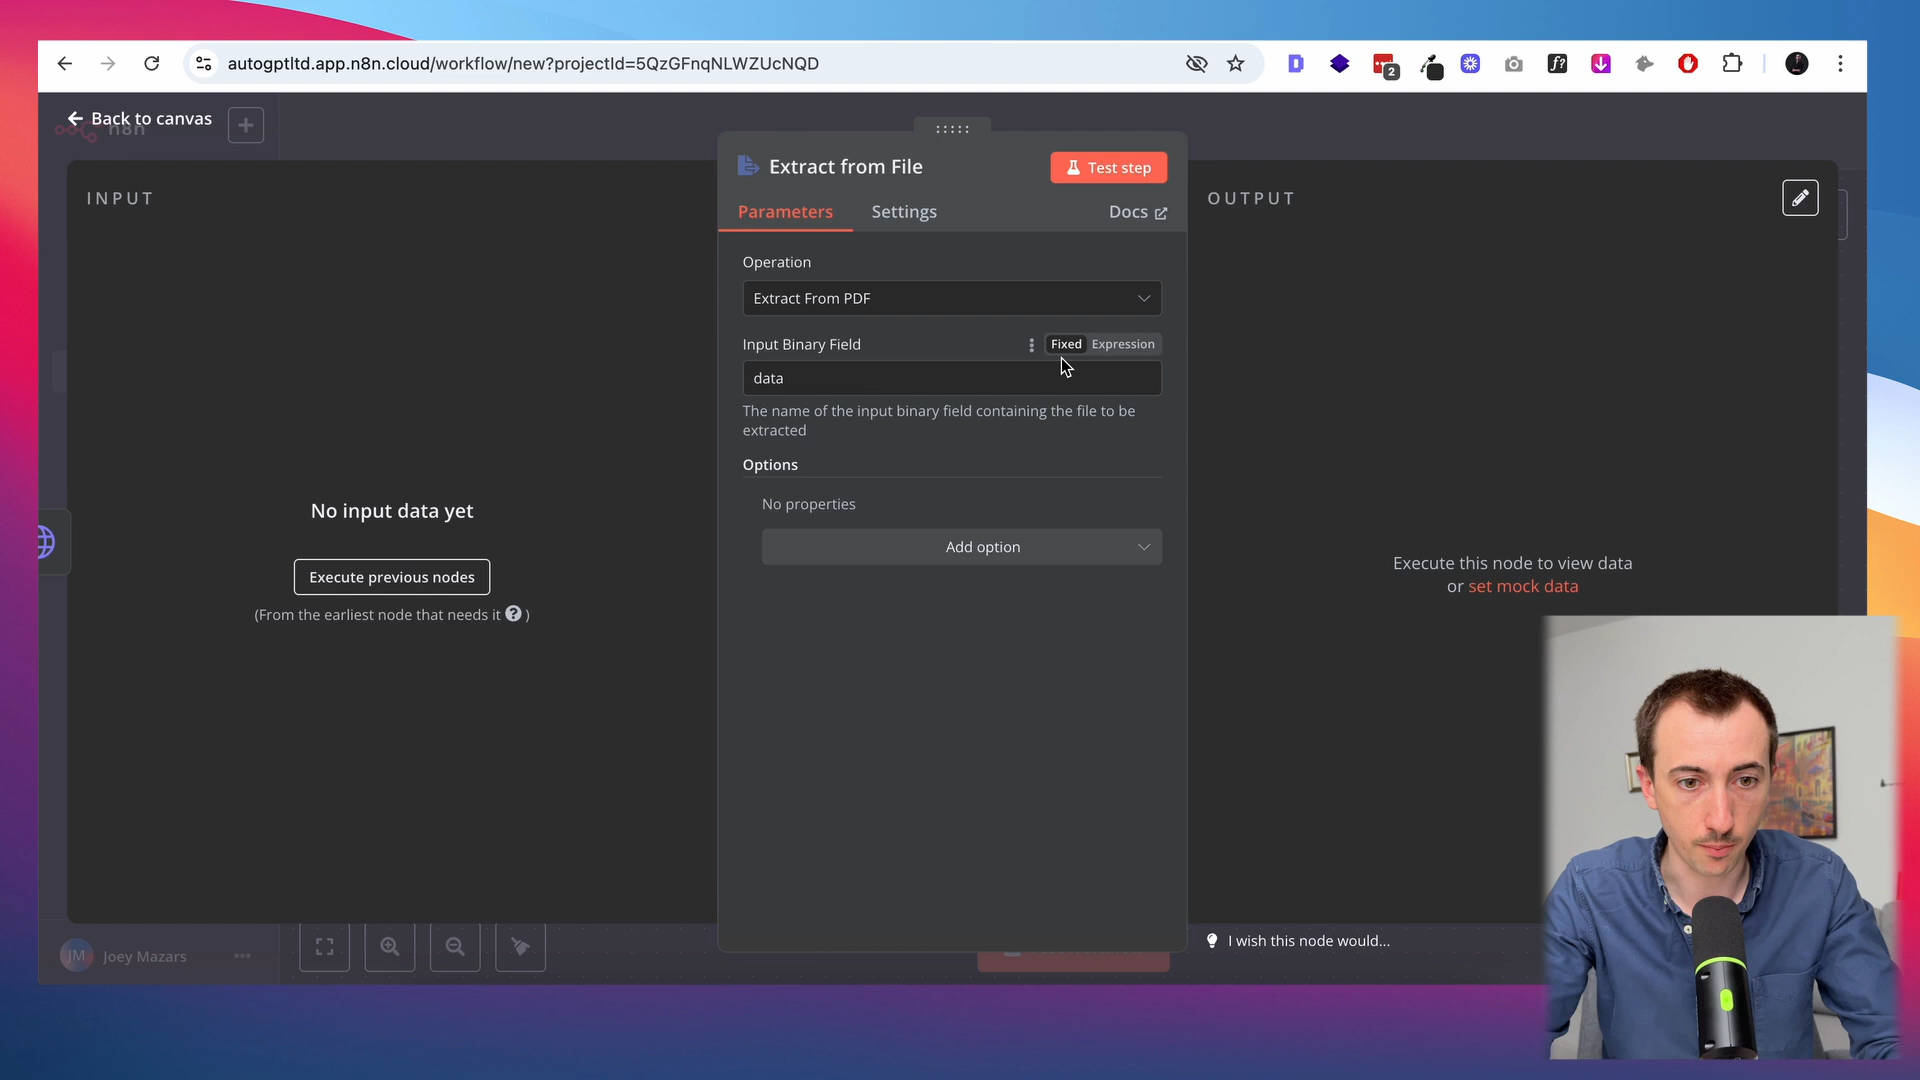 autogptltd.app.n8n.cloud/workflow/new?projectId=5QzGFnqNLWZUcNQD
2
Back to canvas
n8n
Extract from File
Test step
INPUT
Parameters
Settings
Docs
OUTPUT
Operation
Extract From PDF
Input Binary Field
Fixed
Expression
data
The name of the input binary field containing the file to be
extracted
Options
No properties
Add option
No input data yet
Execute previous nodes
(From the earliest node that needs it ? )
Execute this node to view data
or set mock data
JM
Joey Mazars
I wish this node would...